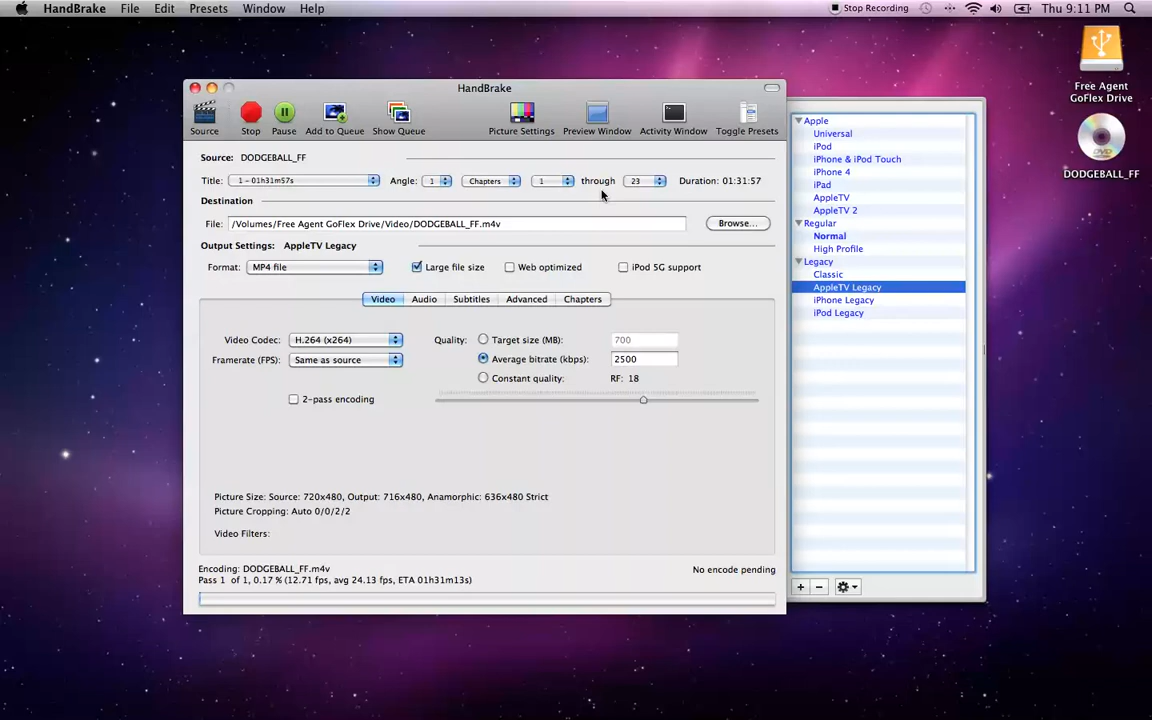 HandBrake File Edit Presets Window Help Stop Recording Thu 9:11 PM
HandBrake
Source Stop Pause Add to Queue Show Queue Picture Settings Preview Window Activity Window Toggle Presets
Source: DODGEBALL_FF
Title: 1 - 01h31m57s Angle: 1 Chapters 1 through 23 Duration: 01:31:57
Destination
File: /Volumes/Free Agent GoFlex Drive/Video/DODGEBALL_FF.m4v Browse...
Output Settings: AppleTV Legacy
Format: MP4 file Large file size Web optimized iPod 5G support
Video Audio Subtitles Advanced Chapters
Video Codec: H.264 (x264) Quality: Target size (MB): 700
Framerate (FPS): Same as source Average bitrate (kbps): 2500
Constant quality: RF: 18
2-pass encoding
Picture Size: Source: 720x480, Output: 716x480, Anamorphic: 636x480 Strict
Picture Cropping: Auto 0/0/2/2
Video Filters:
Encoding: DODGEBALL_FF.m4v No encode pending
Pass 1 of 1, 0.17 % (12.71 fps, avg 24.13 fps, ETA 01h31m13s)
Apple
Universal
iPod
iPhone & iPod Touch
iPhone 4
iPad
AppleTV
AppleTV 2
Regular
Normal
High Profile
Legacy
Classic
AppleTV Legacy
iPhone Legacy
iPod Legacy
Free Agent
GoFlex Drive
DVD
DODGEBALL_FF